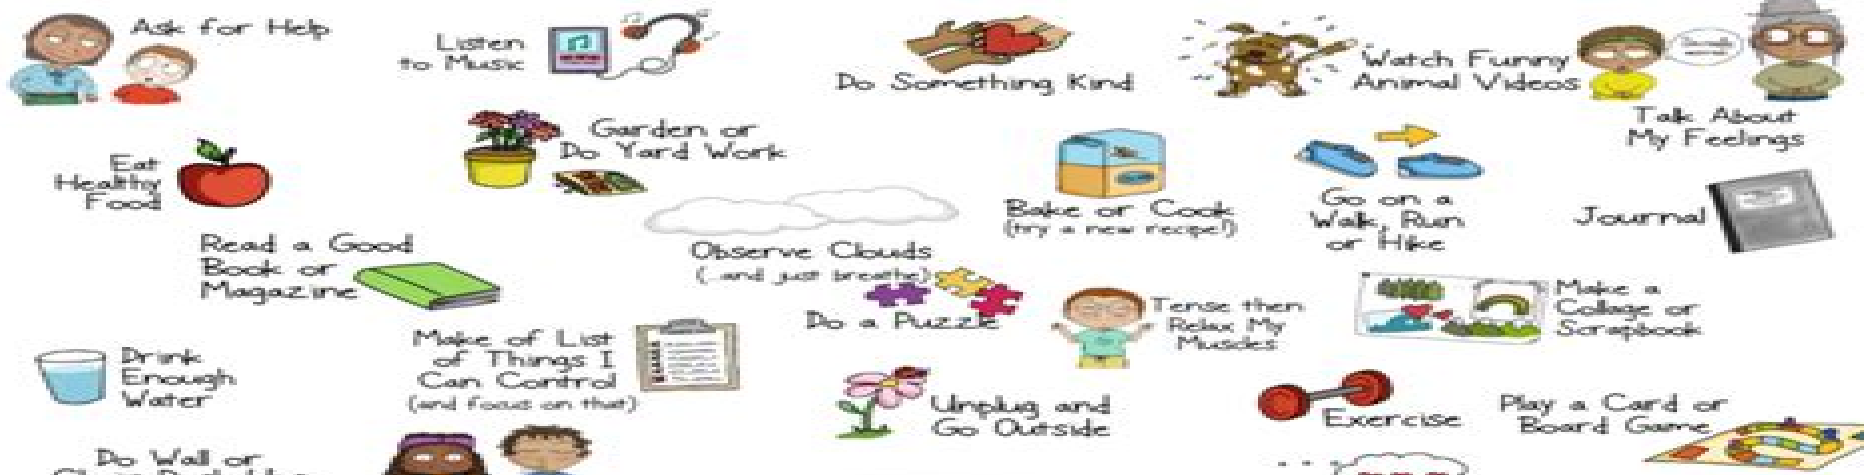 Ask for Help
Listen
to Music
Do Something Kind
Watch Funny
Animal Videos
Talk About
My Feelings
Eat
Healthy
Food
Garden or
Do Yard Work
Bake or Cook
(try a new recipe!)
Go on a
Walk, Run
or Hike
Journal
Read a Good
Book or
Magazine
Observe Clouds
(...and just breathe)
Do a Puzzle
Tense then
Relax My
Muscles
Make a
Collage or
Scrapbook
Drink
Enough
Water
Make of List
of Things I
Can Control
(and focus on that)
Unplug and
Go Outside
Exercise
Play a Card or
Board Game
Do Wall or